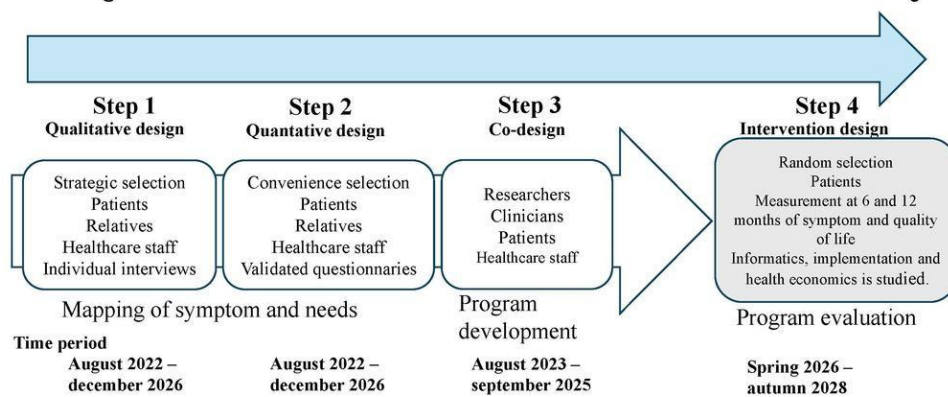 Step 1
Qualitative design
Strategic selection
Patients
Relatives
Healthcare staff
Individual interviews
Step 2
Quantative design
Convenience selection
Patients
Relatives
Healthcare staff
Validated questionnaries
Mapping of symptom and needs
Step 3
Co-design
Researchers
Clinicians
Patients
Healthcare staff
Program
development
Step 4
Intervention design
Random selection
Patients
Measurement at 6 and 12
months of symptom and quality
of life
Informatics, implementation and
health economics is studied.
Program evaluation
Time period
August 2022 –
december 2026
August 2022 –
december 2026
August 2023 –
september 2025
Spring 2026 –
autumn 2028